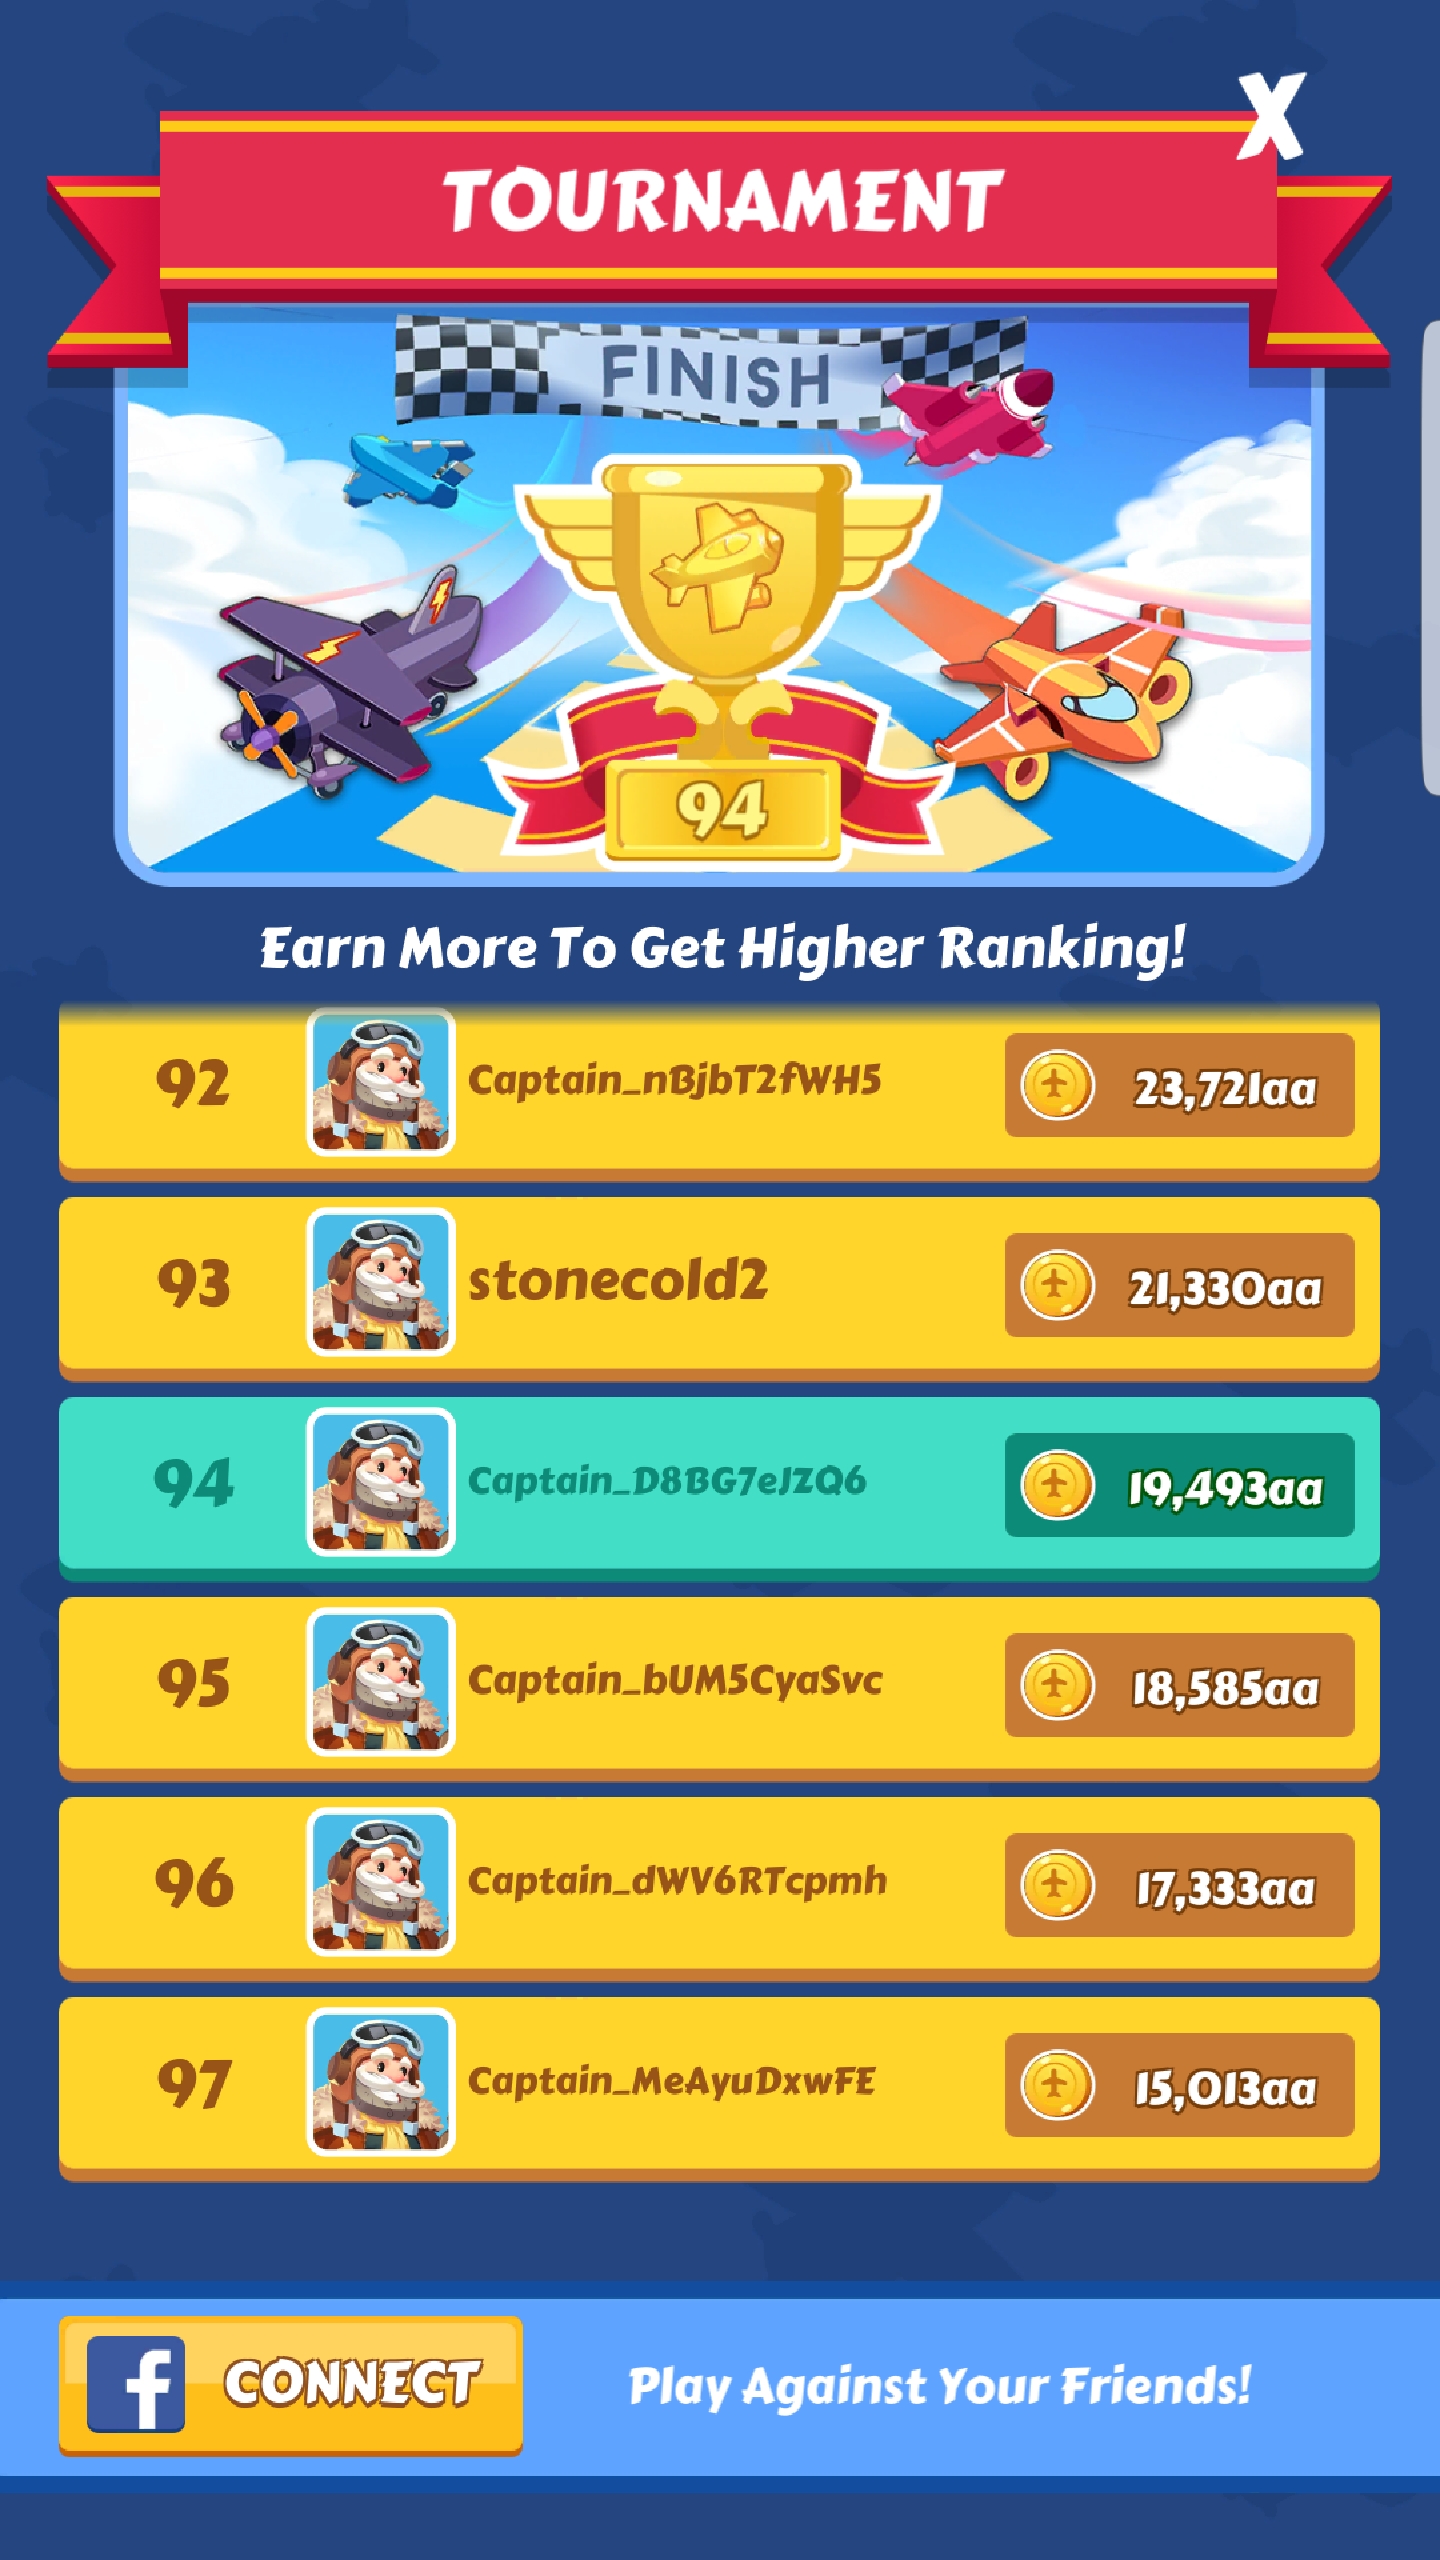 X
TOURNAMENT
FINISH
94
Earn More To Get Higher Ranking!
92 Captain_nBjbT2fWH5 23,721aa
93 stonecold2 21,330aa
94 Captain_D8BG7eJZQ6 19,493aa
95 Captain_bUM5CyaSvc 18,585aa
96 Captain_dWV6RTcpmh 17,333aa
97 Captain_MeAyuDxwFE 15,013aa
f CONNECT Play Against Your Friends!